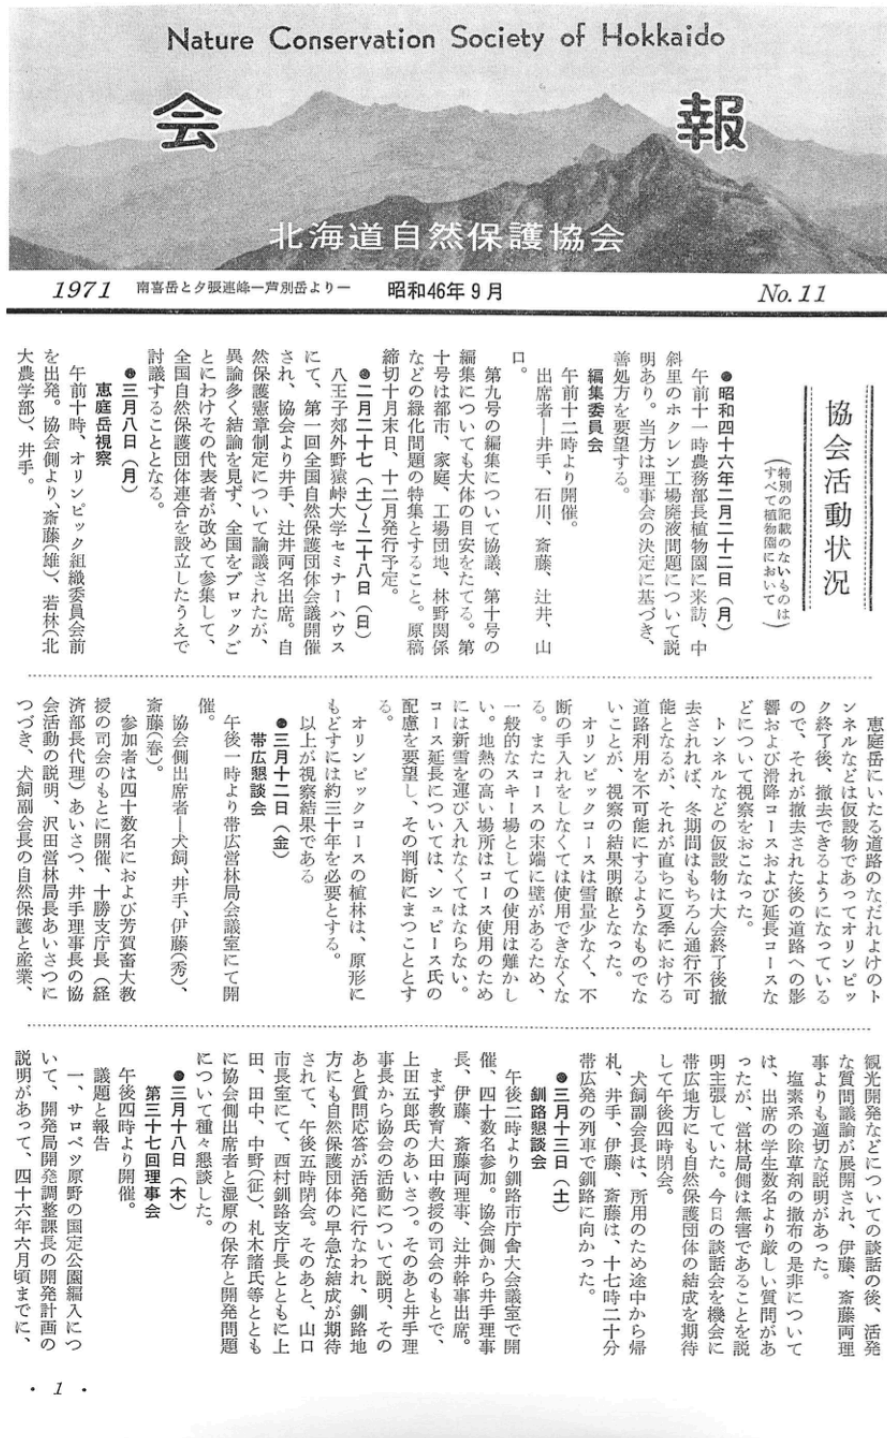 Nature Conservation Society of Hokkaido
会報
北海道自然保護協会
1971 南喜岳と夕張連峰―芦別岳より― 昭和46年9月 No.11
協会活動状況
(特別の記載のないものは
すべて植物園において)
●昭和四十六年二月二十二日(月)
午前十一時農務部長植物園に来訪、中
斜里のホクレン工場廃液問題について説
明あり。当方は理事会の決定に基づき、
善処方を要望する。
編集委員会
午前十二時より開催。
出席者―井手、石川、斎藤、辻井、山
口。
第九号の編集について協議、第十号の
編集についても大体の目安をたてる。第
十号は都市、家庭、工場団地、林野関係
などの緑化問題の特集とすること。原稿
締切十月末日、十二月発行予定。
●二月二十七(土)~二十八日(日)
八王子郊外野猿峠大学セミナーハウス
にて、第一回全国自然保護団体会議開催
され、協会より井手、辻井両名出席。自
然保護憲章制定について論議されたが、
異論多く結論を見ず、全国をブロックご
とにわけその代表者が改めて参集して、
全国自然保護団体連合を設立したうえで
討議することとなる。
●三月八日(月)
恵庭岳視察
午前十時、オリンピック組織委員会前
を出発。協会側より、斎藤(雄)、若林(北
大農学部)、井手。
恵庭岳にいたる道路のなだれよけのト
ンネルなどは仮設物であってオリンピッ
ク終了後、撤去できるようになっている
ので、それが撤去された後の道路への影
響および滑降コースおよび延長コースな
どについて視察をおこなった。
トンネルなどの仮設物は大会終了後撤
去されれば、冬期間はもちろん通行不可
能となるが、それが直ちに夏季における
道路利用を不可能にするようなものでな
いことが、視察の結果明瞭となった。
オリンピックコースは雪量少なく、不
断の手入れをしなくては使用できなくな
る。またコースの末端に壁があるため、
一般的なスキー場としての使用は難かし
い。地熱の高い場所はコース使用のため
には新雪を運び入れなくてはならない。
コース延長については、シュピース氏の
配慮を要望し、その判断にまつこととす
る。
オリンピックコースの植林は、原形に
もどすには約三十年を必要とする。
以上が視察結果である
●三月十二日(金)
帯広懇談会
午後一時より帯広営林局会議室にて開
催。
協会側出席者―犬飼、井手、伊藤(秀)、
斎藤(春)。
参加者は四十数名におよび芳賀畜大教
授の司会のもとに開催、十勝支庁長(経
済部長代理)あいさつ、井手理事長の協
会活動の説明、沢田営林局長あいさつに
つづき、犬飼副会長の自然保護と産業、
観光開発などについての談話の後、活発
な質問議論が展開され、伊藤、斎藤両理
事よりも適切な説明があった。
塩素系の除草剤の撒布の是非について
は、出席の学生数名より厳しい質問があ
ったが、営林局側は無害であることを説
明主張していた。今日の談話会を機会に
帯広地方にも自然保護団体の結成を期待
して午後四時閉会。
犬飼副会長は、所用のため途中から帰
札、井手、伊藤、斎藤は、十七時二十分
帯広発の列車で釧路に向かった。
●三月十三日(土)
釧路懇談会
午後二時より釧路市庁舎大会議室で開
催、四十数名参加。協会側から井手理事
長、伊藤、斎藤両理事、辻井幹事出席。
まず教育大田中教授の司会のもとで、
上田五郎氏のあいさつ。そのあと井手理
事長から協会の活動について説明、その
あと質問応答が活発に行なわれ、釧路地
方にも自然保護団体の早急な結成が期待
されて、午後五時閉会。そのあと、山口
市長室にて、西村釧路支庁長とともに上
田、田中、中野(征)、札木諸氏等ととも
に協会側出席者と湿原の保存と開発問題
について種々懇談した。
●三月十八日(木)
第三十七回理事会
午後四時より開催。
議題と報告
一、サロベツ原野の国定公園編入につ
いて、開発局開発調整課長の開発計画の
説明があって、四十六年六月頃までに、
・1・